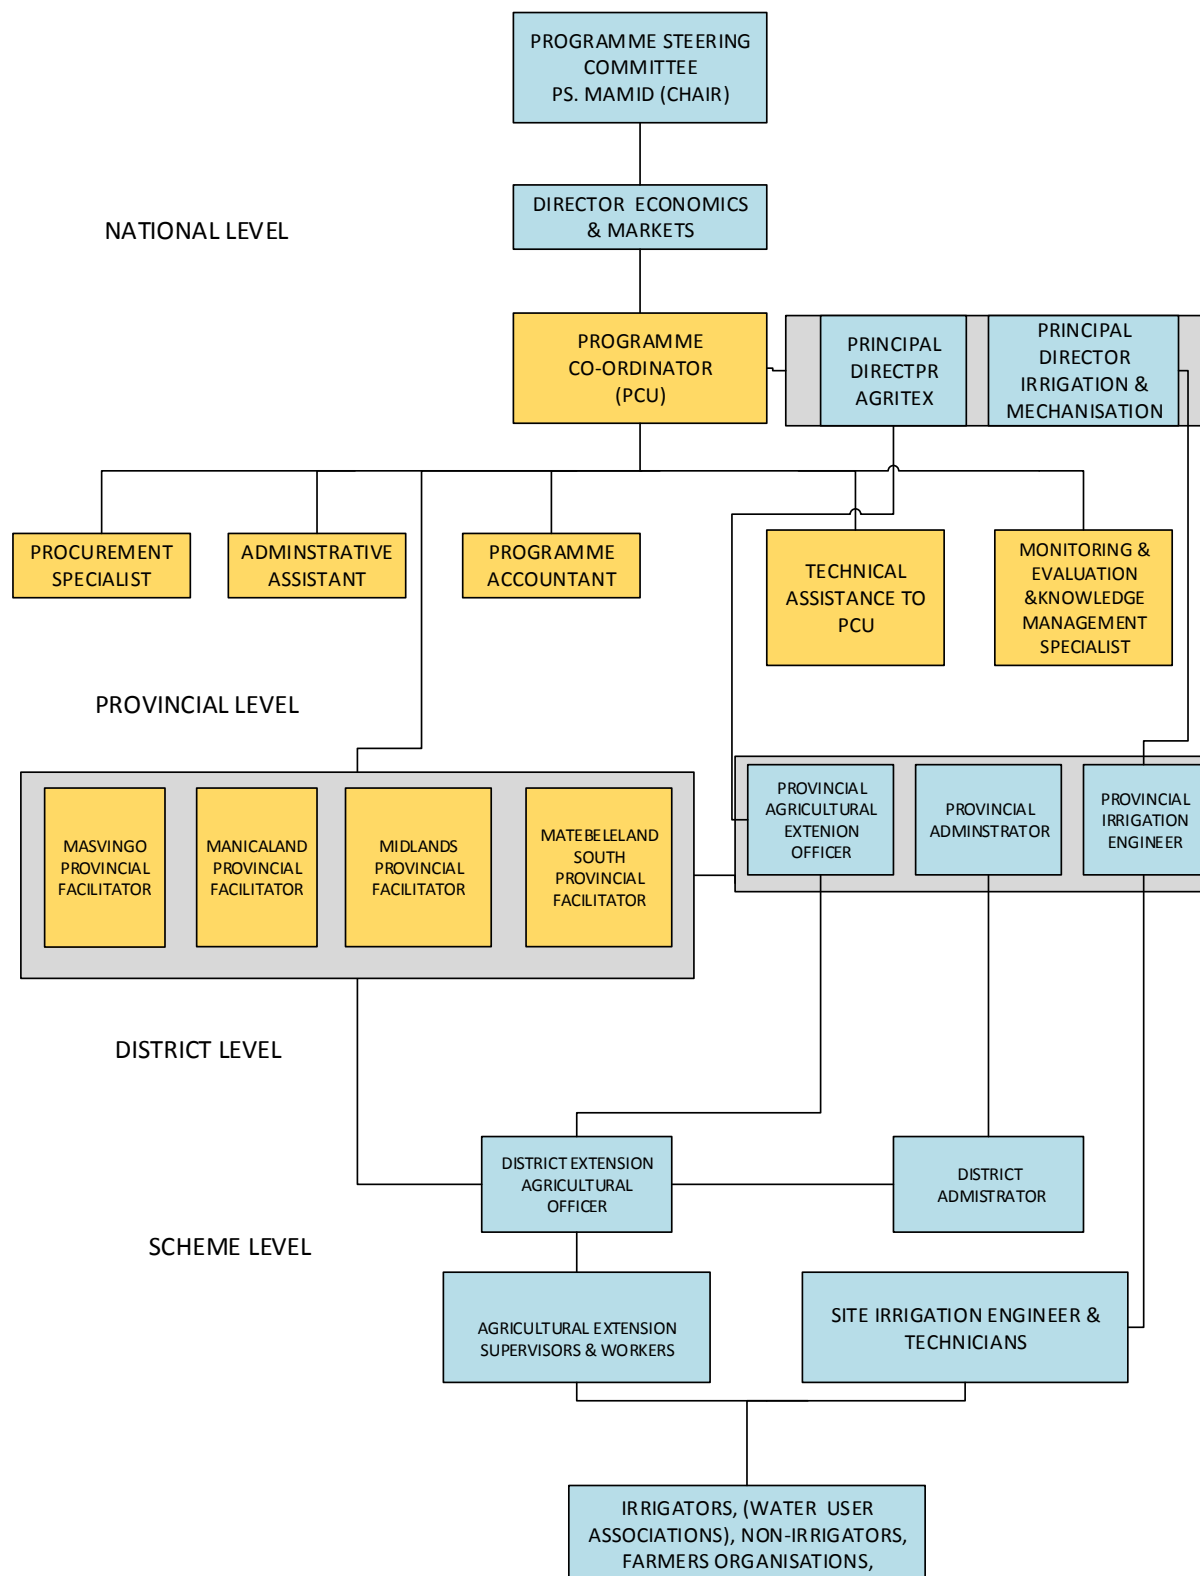 PROGRAMME STEERING
COMMITTEE
PS. MAMID (CHAIR)
DIRECTOR ECONOMICS
& MARKETS
NATIONAL LEVEL
PROGRAMME
CO-ORDINATOR
(PCU)
PRINCIPAL
DIRECTPR
AGRITEX
PRINCIPAL
DIRECTOR
IRRIGATION &
MECHANISATION
PROCUREMENT
SPECIALIST
ADMINSTRATIVE
ASSISTANT
PROGRAMME
ACCOUNTANT
TECHNICAL
ASSISTANCE TO
PCU
MONITORING &
EVALUATION
&KNOWLEDGE
MANAGEMENT
SPECIALIST
PROVINCIAL LEVEL
MASVINGO
PROVINCIAL
FACILITATOR
MANICALAND
PROVINCIAL
FACILITATOR
MIDLANDS
PROVINCIAL
FACILITATOR
MATEBELELAND
SOUTH
PROVINCIAL
FACILITATOR
PROVINCIAL
AGRICULTURAL
EXTENION
OFFICER
PROVINCIAL
ADMINSTRATOR
PROVINCIAL
IRRIGATION
ENGINEER
DISTRICT LEVEL
DISTRICT EXTENSION
AGRICULTURAL
OFFICER
DISTRICT
ADMISTRATOR
SCHEME LEVEL
AGRICULTURAL EXTENSION
SUPERVISORS & WORKERS
SITE IRRIGATION ENGINEER &
TECHNICIANS
IRRIGATORS, (WATER USER
ASSOCIATIONS), NON-IRRIGATORS,
FARMERS ORGANISATIONS,